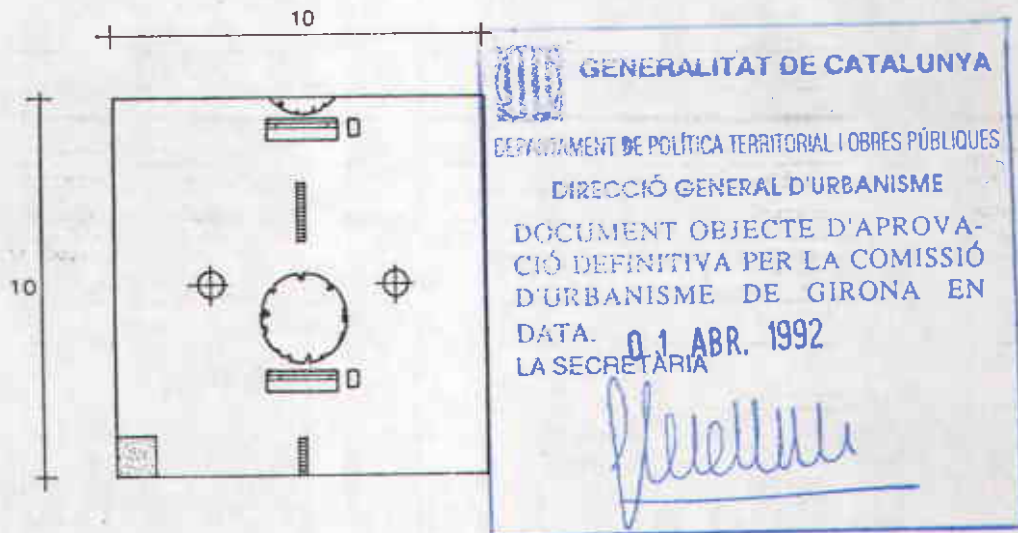 10
10
GENERALITAT DE CATALUNYA
DEPARTAMENT DE POLÍTICA TERRITORIAL I OBRES PÚBLIQUES
DIRECCIÓ GENERAL D'URBANISME
DOCUMENT OBJECTE D'APROVA-
CIÓ DEFINITIVA PER LA COMISSIÓ
D'URBANISME DE GIRONA EN
DATA. 01 ABR. 1992
LA SECRETÀRIA